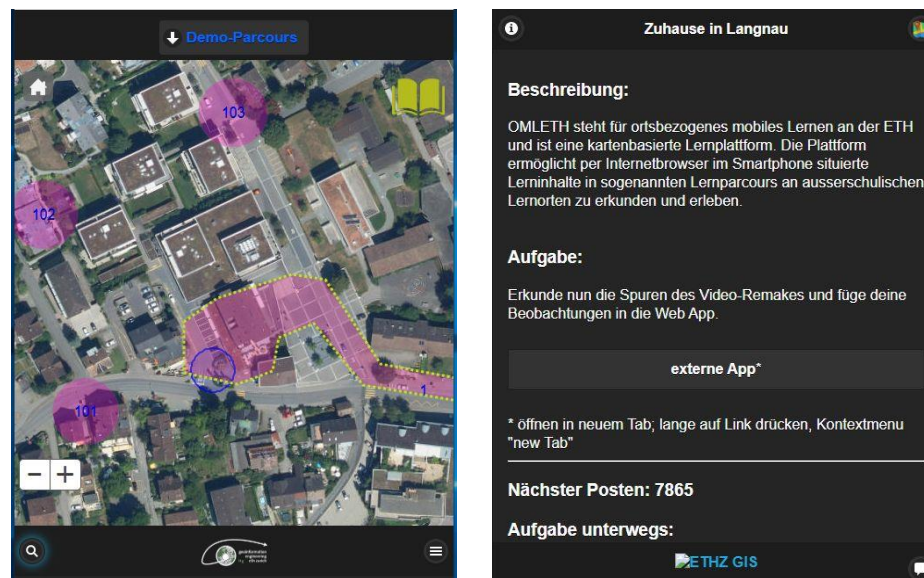 Demo-Parcours
103
102
101
1
Zuhause in Langnau
Beschreibung:
OMLETH steht für ortsbezogenes mobiles Lernen an der ETH
und ist eine kartenbasierte Lernplattform. Die Plattform
ermöglicht per Internetbrowser im Smartphone situierte
Lerninhalte in sogenannten Lernparcours an ausserschulischen
Lernorten zu erkunden und erleben.
Aufgabe:
Erkunde nun die Spuren des Video-Remakes und füge deine
Beobachtungen in die Web App.
externe App*
* öffnen in neuem Tab; lange auf Link drücken, Kontextmenu
"new Tab"
Nächster Posten: 7865
Aufgabe unterwegs:
ETHZ GIS